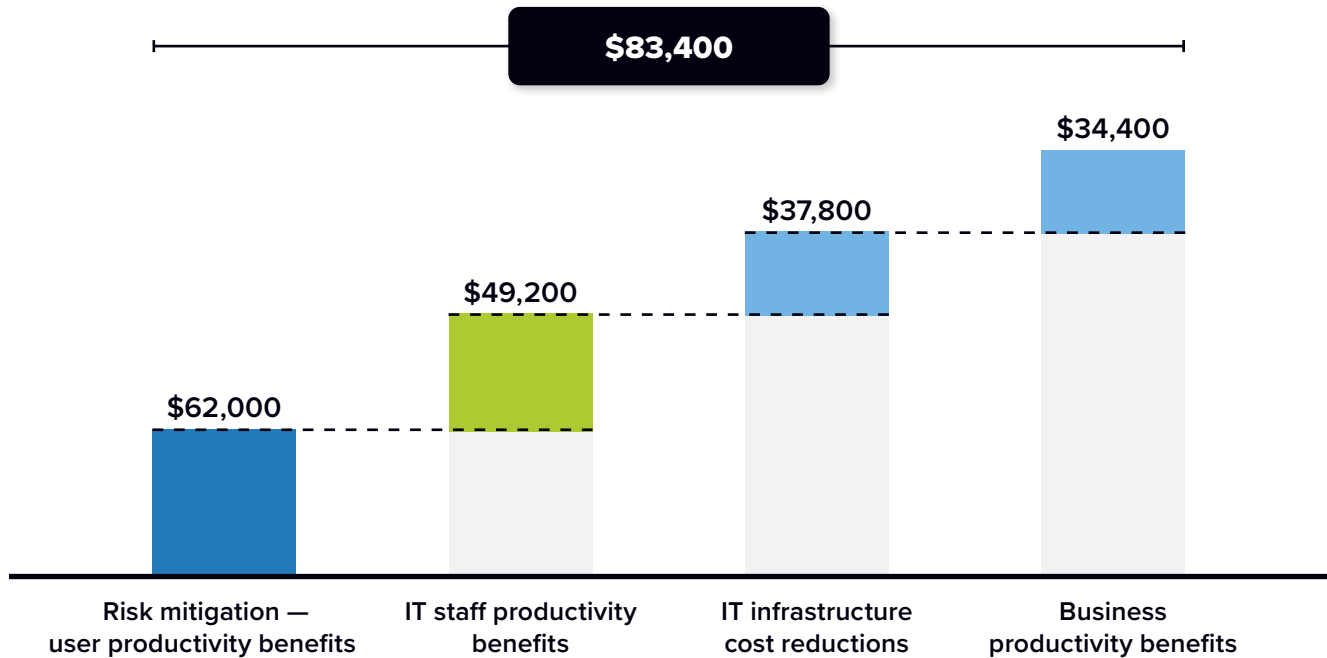 $83,400
$34,400
$37,800
$49,200
$62,000
Risk mitigation —
user productivity benefits
IT staff productivity
benefits
IT infrastructure
cost reductions
Business
productivity benefits